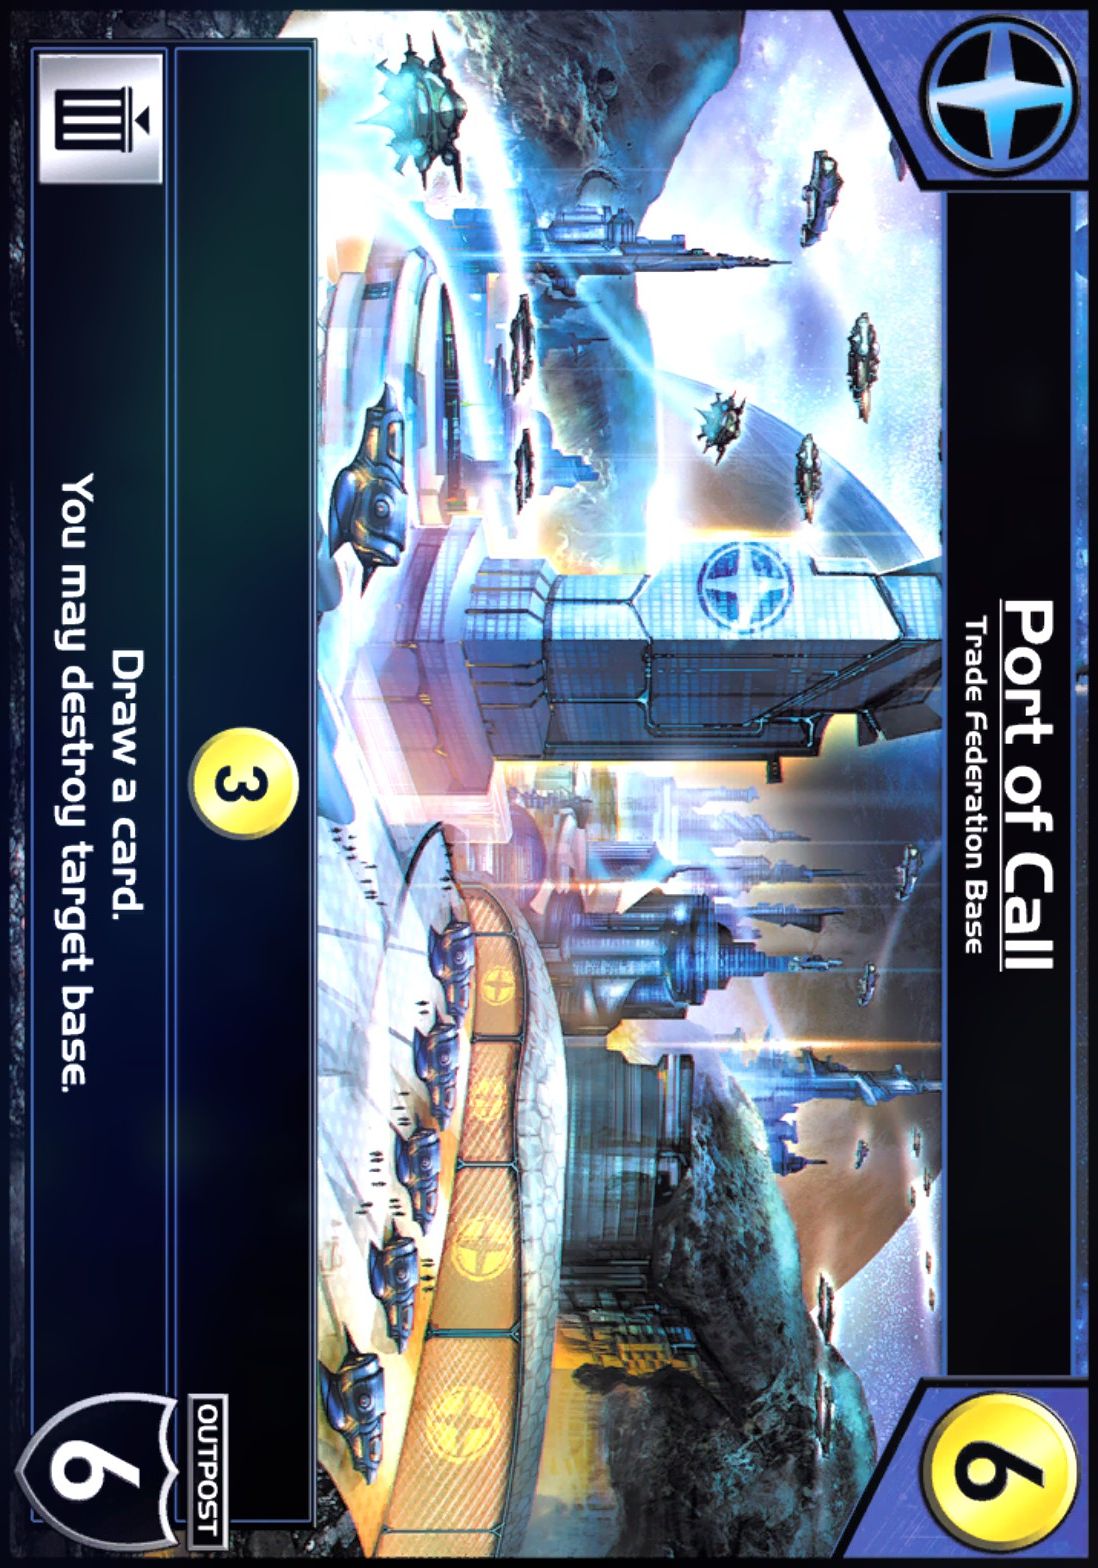 Port of Call
Trade Federation Base
6
3
Draw a card.
You may destroy target base.
OUTPOST
6